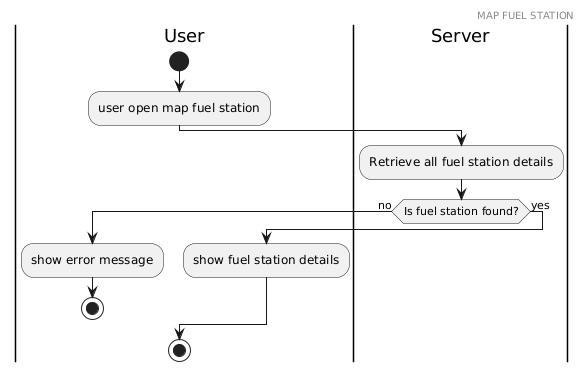 MAP FUEL STATION
User
Server
user open map fuel station
Retrieve all fuel station details
no
Is fuel station found?
yes
show error message
show fuel station details